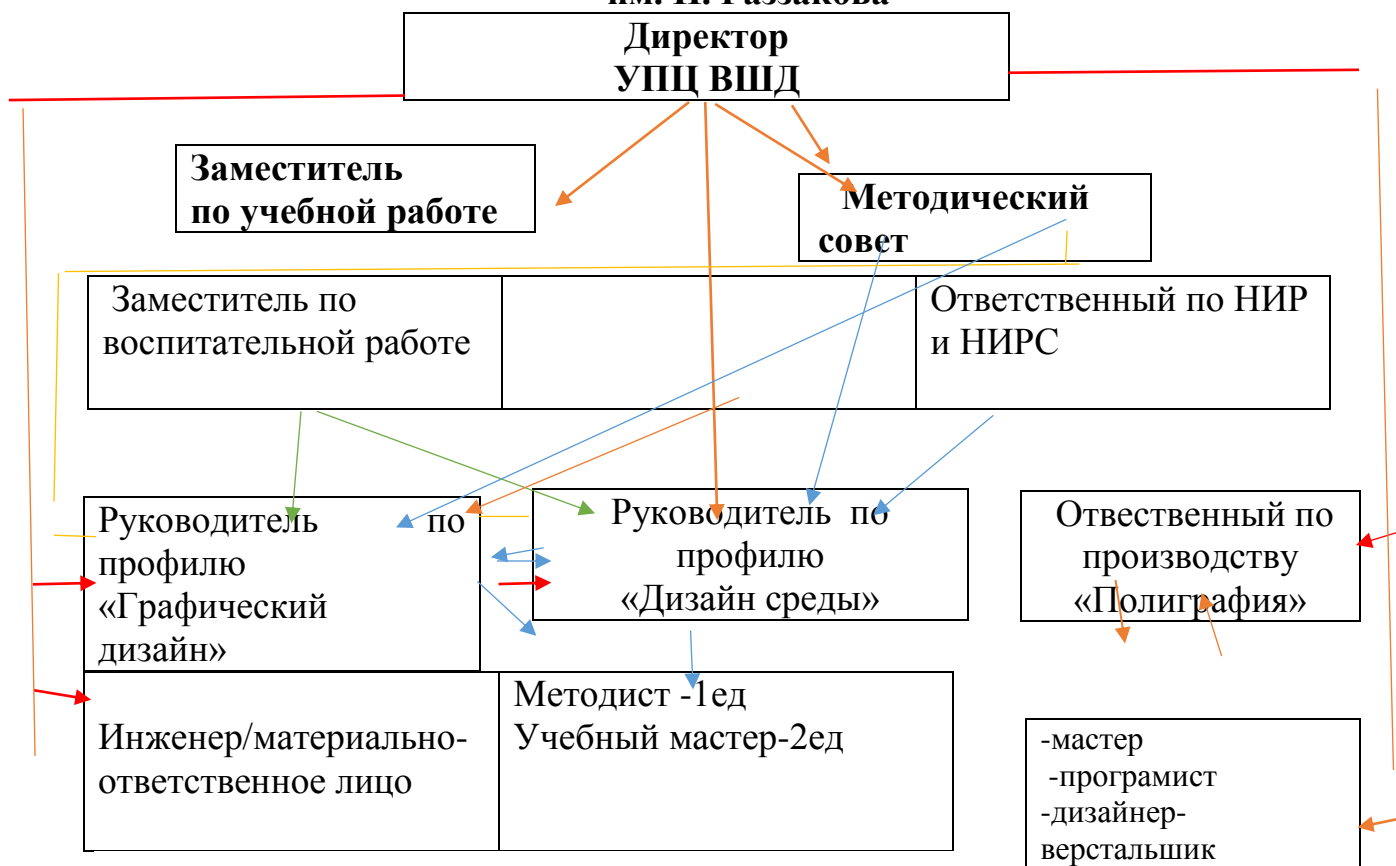 им. И. Раззакова
Директор
УПЦ ВШД
Заместитель
по учебной работе
Методический
совет
Заместитель по
воспитательной работе
Ответственный по НИР
и НИРС
Руководитель по
профилю
«Графический
дизайн»
Руководитель по
профилю
«Дизайн среды»
Отвественный по
производству
«Полиграфия»
Инженер/материально-
ответственное лицо
Методист -1ед
Учебный мастер-2ед
-мастер
-програмист
-дизайнер-
верстальшик